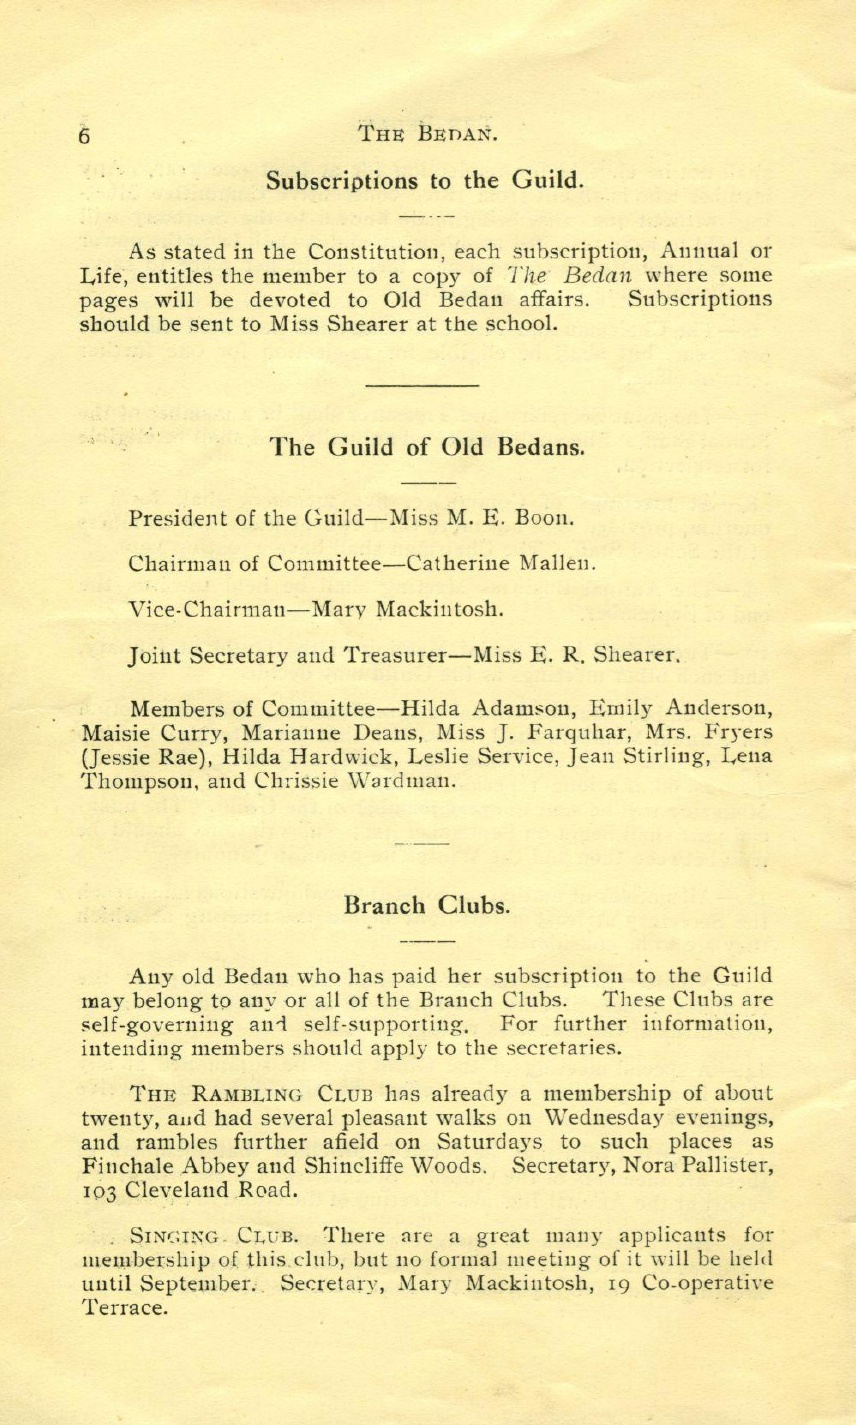 6
THE BEDAN.
Subscriptions to the Guild.
As stated in the Constitution, each subscription, Annual or
Life, entitles the member to a copy of The Bedan where some
pages will be devoted to Old Bedan affairs. Subscriptions
should be sent to Miss Shearer at the school.
The Guild of Old Bedans.
President of the Guild—Miss M. E. Boon.
Chairman of Committee—Catherine Mallen.
Vice-Chairman—Mary Mackintosh.
Joint Secretary and Treasurer—Miss E. R. Shearer.
Members of Committee—Hilda Adamson, Emily Anderson,
Maisie Curry, Marianne Deans, Miss J. Farquhar, Mrs. Fryers
(Jessie Rae), Hilda Hardwick, Leslie Service, Jean Stirling, Lena
Thompson, and Chrissie Wardman.
Branch Clubs.
Any old Bedan who has paid her subscription to the Guild
may belong to any or all of the Branch Clubs. These Clubs are
self-governing and self-supporting. For further information,
intending members should apply to the secretaries.
THE RAMBLING CLUB has already a membership of about
twenty, and had several pleasant walks on Wednesday evenings,
and rambles further afield on Saturdays to such places as
Finchale Abbey and Shincliffe Woods. Secretary, Nora Pallister,
103 Cleveland Road.
SINGING CLUB. There are a great many applicants for
membership of this club, but no formal meeting of it will be held
until September. Secretary, Mary Mackintosh, 19 Co-operative
Terrace.